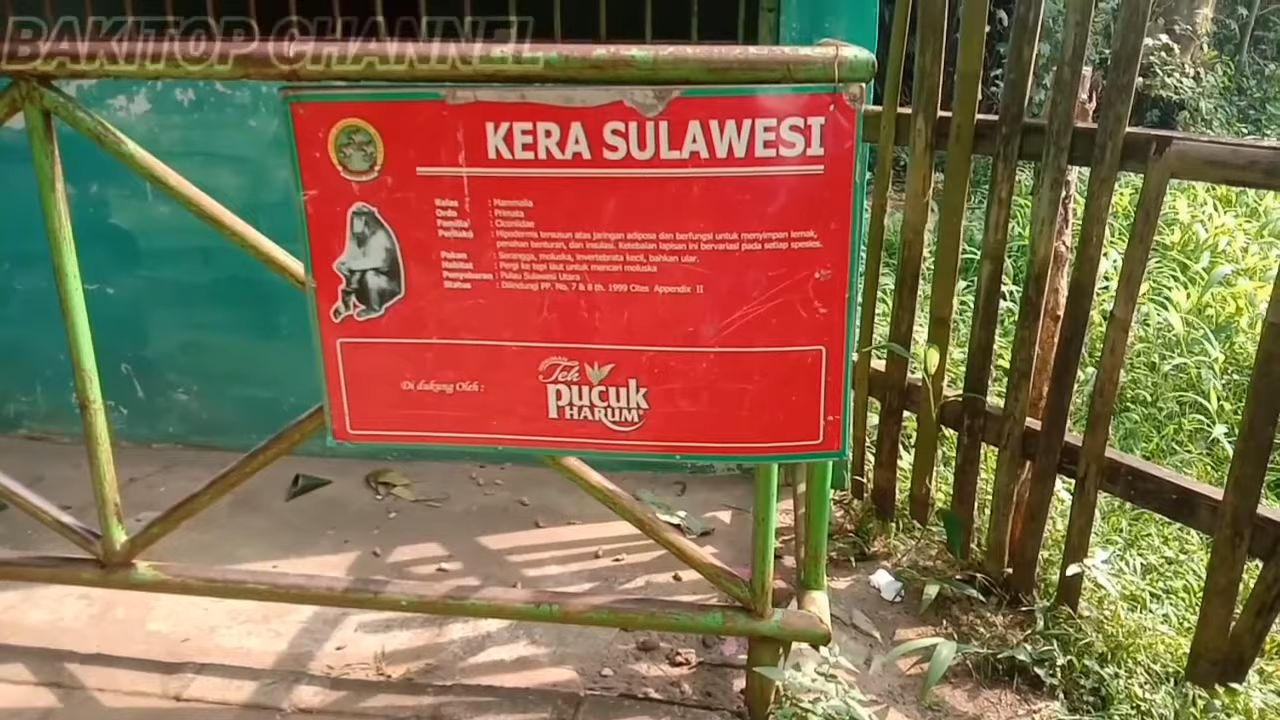 BAKITOP CHANNEL
KERA SULAWESI
Kelas : Mammalia
Ordo : Primata
Familia : Ciconiidae
Perilaku : Hipodermis tersusun atas jaringan adiposa dan berfungsi untuk menyimpan lemak,
penahan benturan, dan insulasi. Ketebalan lapisan ini bervariasi pada setiap spesies.
Pakan : Serangga, moluska, invertebrata kecil, bahkan ular.
Habitat : Pergi ke tepi laut untuk mencari moluska
Penyebaran : Pulau Sulawesi Utara
Status : Dilindungi PP. No, 7 & 8 th. 1999 Cites Appendix II
Di dukung Oleh :
MINUMAN
Teh
pucuk
HARUM